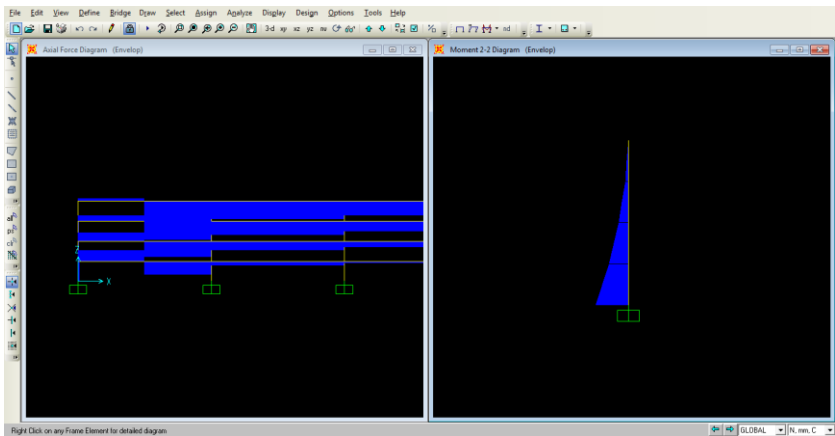 File Edit View Define Bridge Draw Select Assign Analyze Display Design Options Tools Help
3-d xy xz yz nv nd
Axial Force Diagram (Envelop)
Moment 2-2 Diagram (Envelop)
Z
X
Right Click on any Frame Element for detailed diagram
GLOBAL
N, mm, C